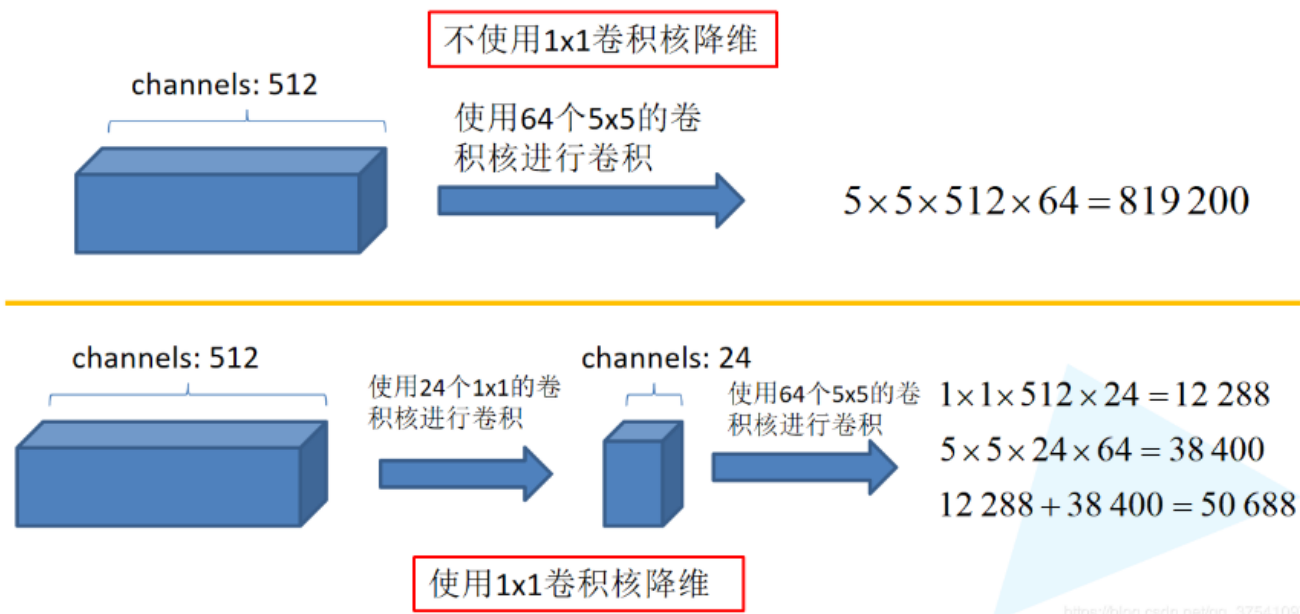 不使用1x1卷积核降维
channels: 512
使用64个5x5的卷
积核进行卷积
5×5×512×64=819 200
channels: 512
使用24个1x1的卷
积核进行卷积
channels: 24
使用64个5x5的卷
积核进行卷积
1×1×512×24=12 288
5×5×24×64=38 400
12 288+38 400=50 688
使用1x1卷积核降维